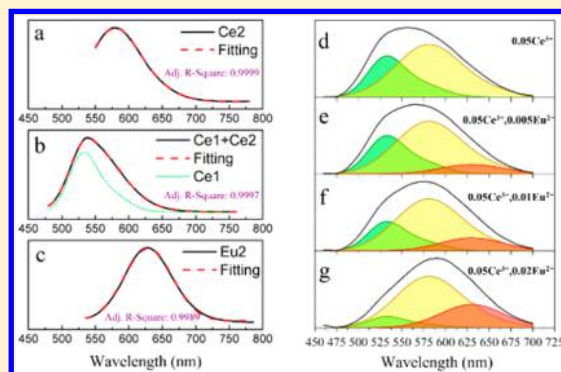 a
Ce2
Fitting
Adj. R-Square: 0.9999
450 500 550 600 650 700 750 800
b
Ce1+Ce2
Fitting
Ce1
Adj. R-Square: 0.9997
450 500 550 600 650 700 750 800
c
Eu2
Fitting
Adj. R-Square: 0.9989
450 500 550 600 650 700 750 800
Wavelength (nm)
d
0.05Ce³⁺
e
0.05Ce³⁺,0.005Eu²⁺
f
0.05Ce³⁺,0.01Eu²⁺
g
0.05Ce³⁺,0.02Eu²⁺
450 475 500 525 550 575 600 625 650 675 700 725
Wavelength (nm)